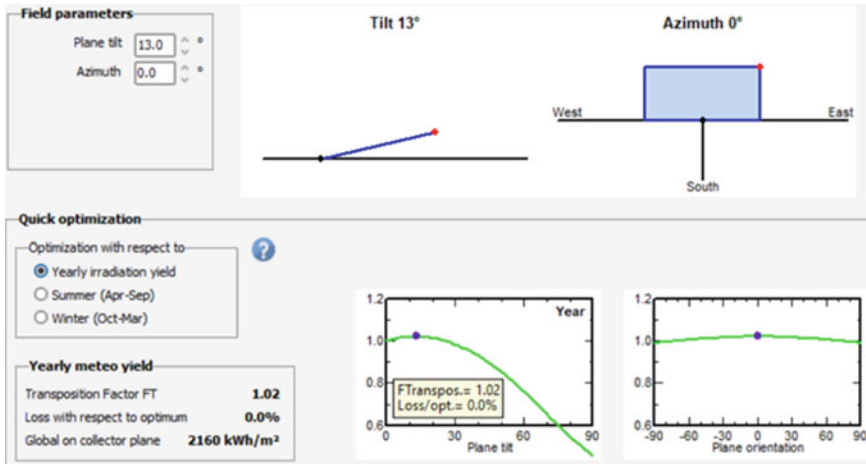 Field parameters
Plane tilt 13.0 °
Azimuth 0.0 °
Tilt 13°
Azimuth 0°
West
East
South
Quick optimization
Optimization with respect to
Yearly irradiation yield
Summer (Apr-Sep)
Winter (Oct-Mar)
?
Yearly meteo yield
Transposition Factor FT 1.02
Loss with respect to optimum 0.0%
Global on collector plane 2160 kWh/m²
1.2
1.0
0.8
0.6
Year
FTranspos.= 1.02
Loss/opt.= 0.0%
0 30 60 90
Plane tilt
1.2
1.0
0.8
0.6
-90 -60 -30 0 30 60 90
Plane orientation